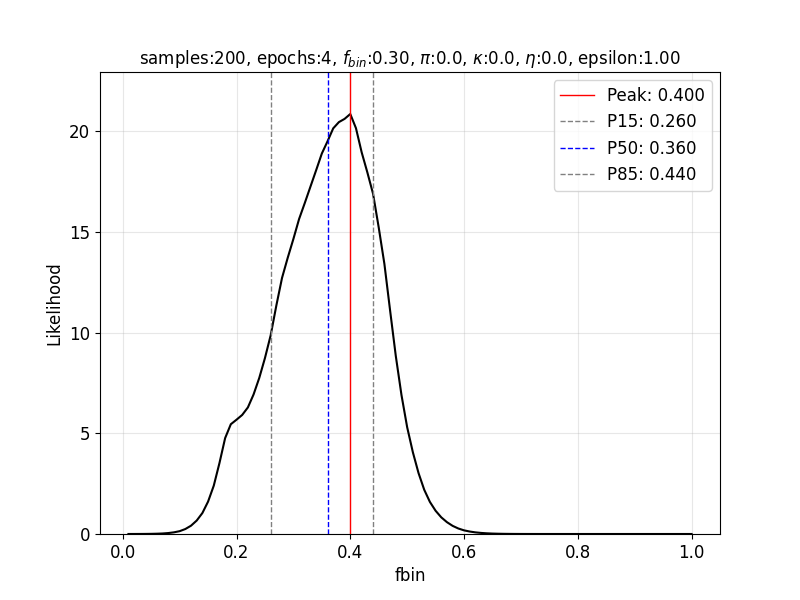 samples:200, epochs:4, $f_{bin}$:0.30, π:0.0, κ:0.0, η:0.0, epsilon:1.00
Peak: 0.400
P15: 0.260
P50: 0.360
P85: 0.440
Likelihood
20
15
10
5
0
0.0 0.2 0.4 0.6 0.8 1.0
fbin